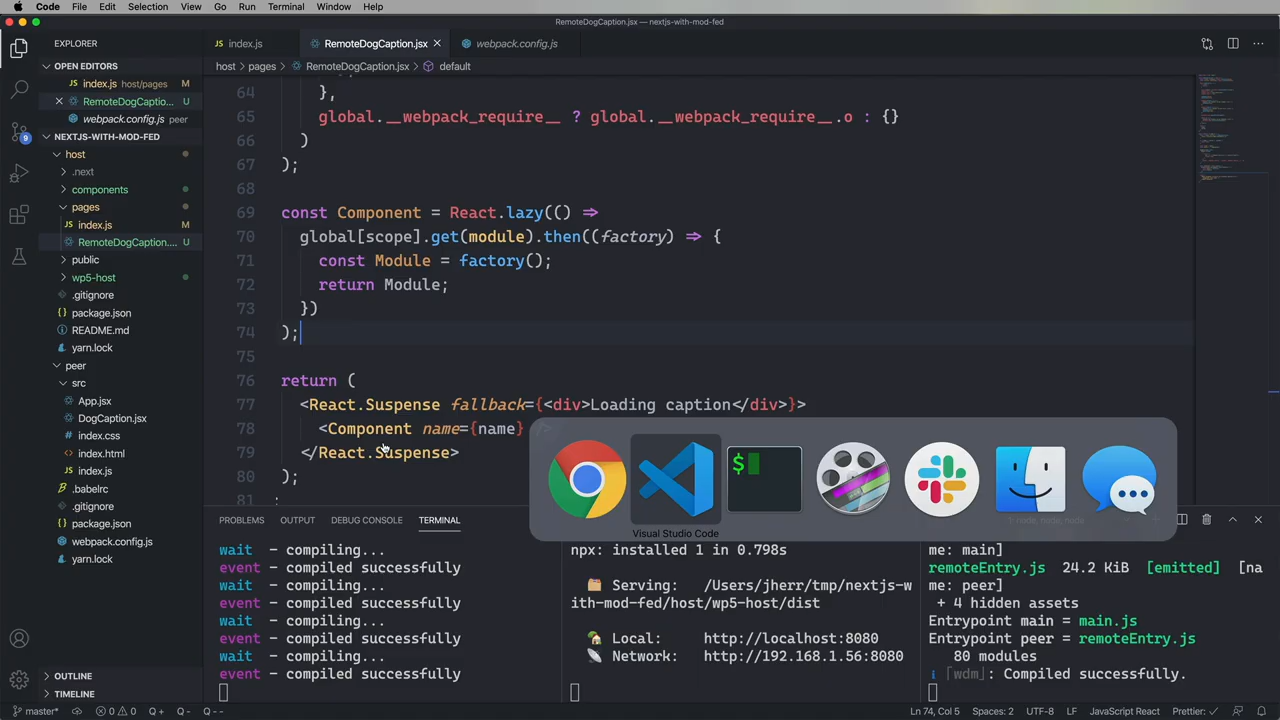 Code File Edit Selection View Go Run Terminal Window Help
RemoteDogCaption.jsx — nextjs-with-mod-fed
EXPLORER
OPEN EDITORS
index.js host/pages M
RemoteDogCaptio... U
webpack.config.js peer
NEXTJS-WITH-MOD-FED
host
.next
components
pages
index.js M
RemoteDogCaption.... U
public
wp5-host
.gitignore
package.json
README.md
yarn.lock
peer
src
App.jsx
DogCaption.jsx
index.css
index.html
index.js
.babelrc
.gitignore
package.json
webpack.config.js
yarn.lock
OUTLINE
TIMELINE
9
index.js RemoteDogCaption.jsx webpack.config.js
host > pages > RemoteDogCaption.jsx > default
64 },
65 global.__webpack_require__ ? global.__webpack_require__.o : {}
66 )
67 );
68
69 const Component = React.lazy(() =>
70 global[scope].get(module).then((factory) => {
71 const Module = factory();
72 return Module;
73 })
74 );
75
76 return (
77 <React.Suspense fallback={<div>Loading caption</div>}>
78 <Component name={name} />
79 </React.Suspense>
80 );
81
Visual Studio Code
$
PROBLEMS OUTPUT DEBUG CONSOLE TERMINAL
wait - compiling...
event - compiled successfully
wait - compiling...
event - compiled successfully
wait - compiling...
event - compiled successfully
wait - compiling...
event - compiled successfully
npx: installed 1 in 0.798s
Serving: /Users/jherr/tmp/nextjs-w
ith-mod-fed/host/wp5-host/dist
Local: http://localhost:8080
Network: http://192.168.1.56:8080
me: main]
remoteEntry.js 24.2 KiB [emitted] [na
me: peer]
+ 4 hidden assets
Entrypoint main = main.js
Entrypoint peer = remoteEntry.js
80 modules
ℹ ｢wdm｣: Compiled successfully.
master* 0 0 Q+ Q- Q-- Ln 74, Col 5 Spaces: 2 UTF-8 LF JavaScript React Prettier: ✓